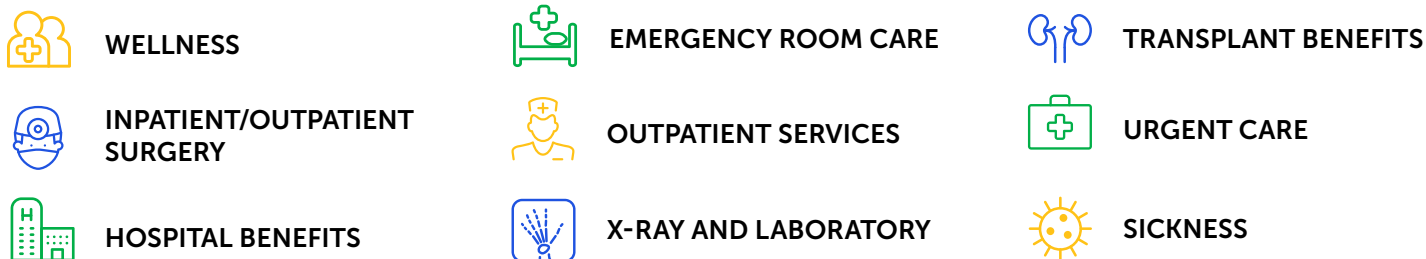 WELLNESS
EMERGENCY ROOM CARE
TRANSPLANT BENEFITS
INPATIENT/OUTPATIENT
SURGERY
OUTPATIENT SERVICES
URGENT CARE
H
HOSPITAL BENEFITS
X-RAY AND LABORATORY
SICKNESS